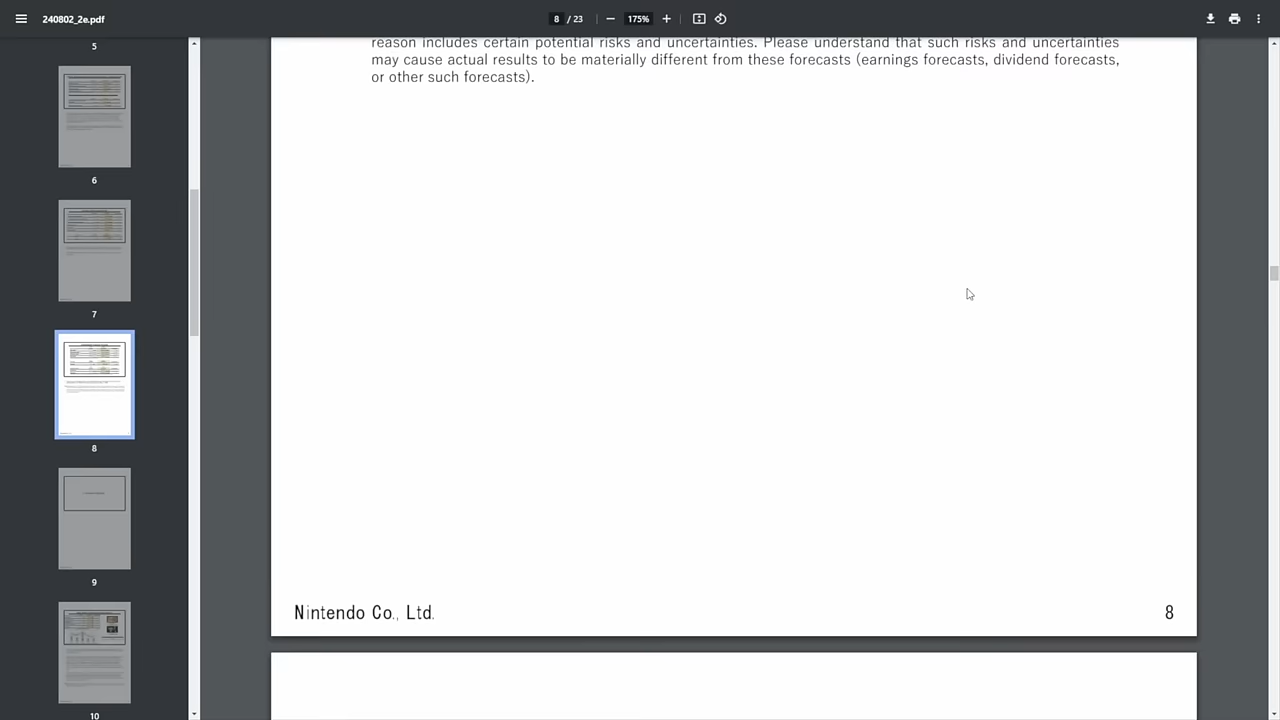 240802_2e.pdf
8 / 23
175%
5
6
7
8
9
10
reason includes certain potential risks and uncertainties. Please understand that such risks and uncertainties
may cause actual results to be materially different from these forecasts (earnings forecasts, dividend forecasts,
or other such forecasts).
Nintendo Co., Ltd.
8